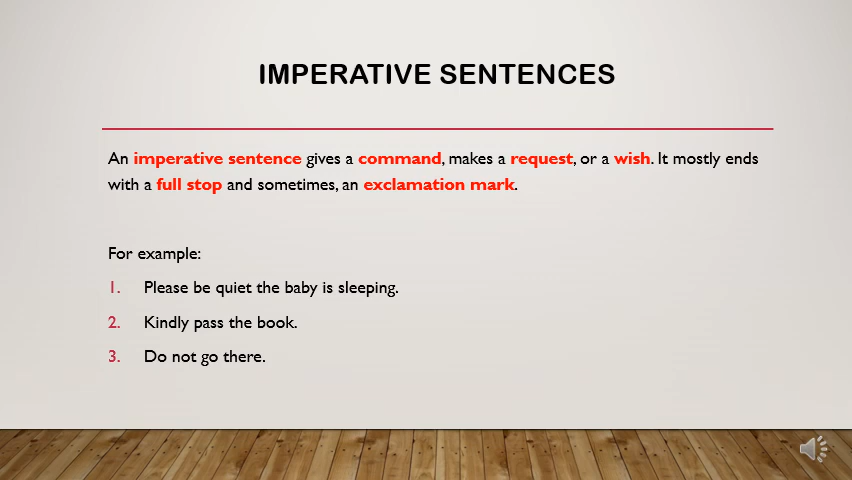 IMPERATIVE SENTENCES
An imperative sentence gives a command, makes a request, or a wish. It mostly ends
with a full stop and sometimes, an exclamation mark.
For example:
1. Please be quiet the baby is sleeping.
2. Kindly pass the book.
3. Do not go there.